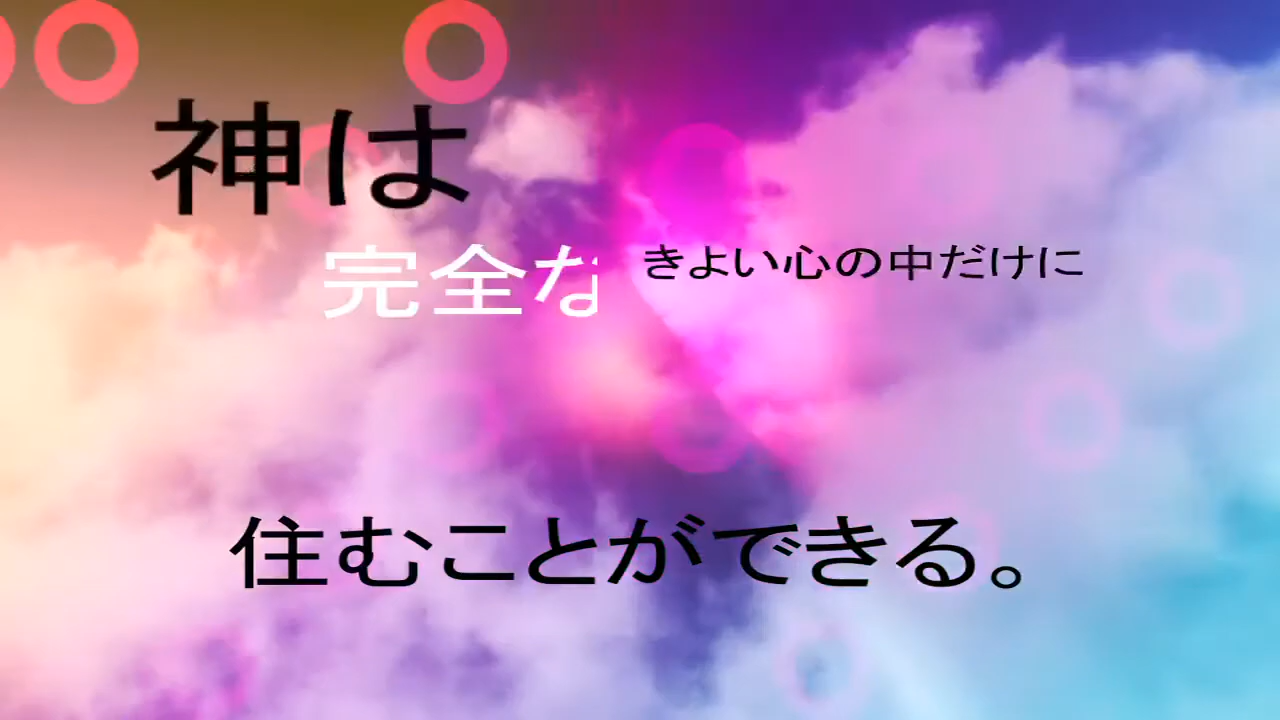 神は
完全な
きよい心の中だけに
住むことができる。